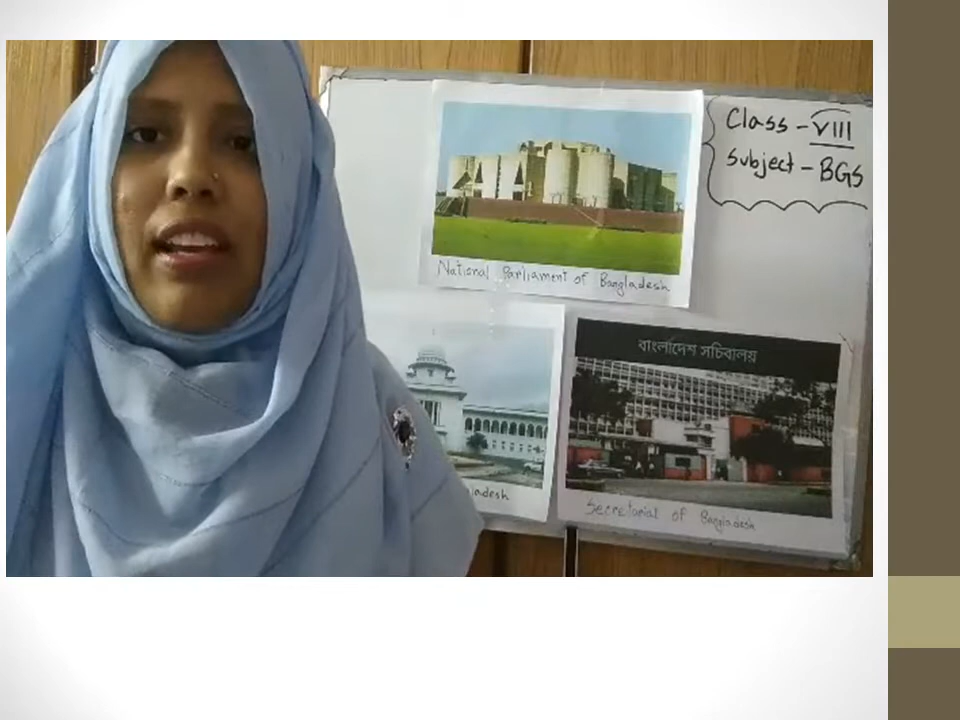 Class - VIII
Subject - BGS
National Parliament of Bangladesh
ladesh
বাংলাদেশ সচিবালয়
Secretariat of Bangladesh